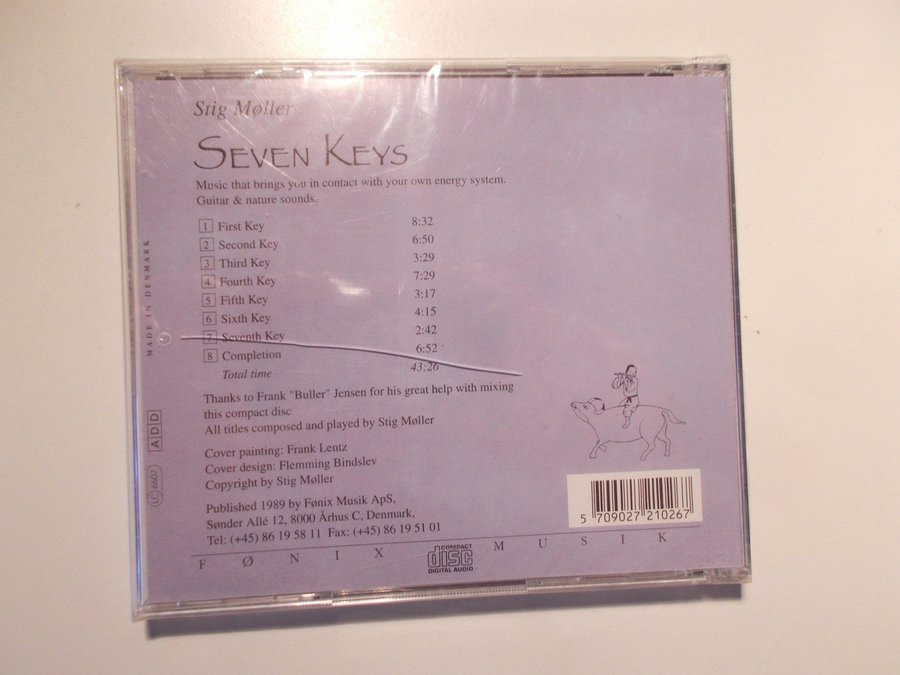 Stig Møller
SEVEN KEYS
Music that brings you in contact with your own energy system.
Guitar & nature sounds.
1 First Key 8:32
2 Second Key 6:50
3 Third Key 3:29
4 Fourth Key 7:29
5 Fifth Key 3:17
6 Sixth Key 4:15
7 Seventh Key 2:42
8 Completion 6:52
Total time 43:26
Thanks to Frank "Buller" Jensen for his great help with mixing
this compact disc
All titles composed and played by Stig Møller
Cover painting: Frank Lentz
Cover design: Flemming Bindslev
Copyright by Stig Møller
Published 1989 by Fønix Musik ApS,
Sønder Allé 12, 8000 Århus C, Denmark,
Tel: (+45) 86 19 58 11 Fax: (+45) 86 19 51 01
FØNIX MUSIK
COMPACT
disc
DIGITAL AUDIO
5 709027 210267
MADE IN DENMARK
ADD
LC 6607